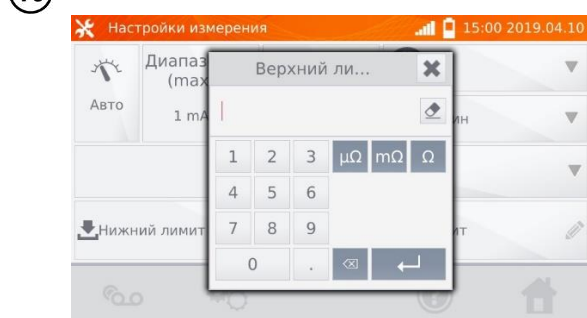 Настройки измерения 15:00 2019.04.10
Диапаз
(max
Авто
1 mA
Верхний ли...
ин
1 2 3 µΩ mΩ Ω
4 5 6
7 8 9
0 .
Нижний лимит
ит